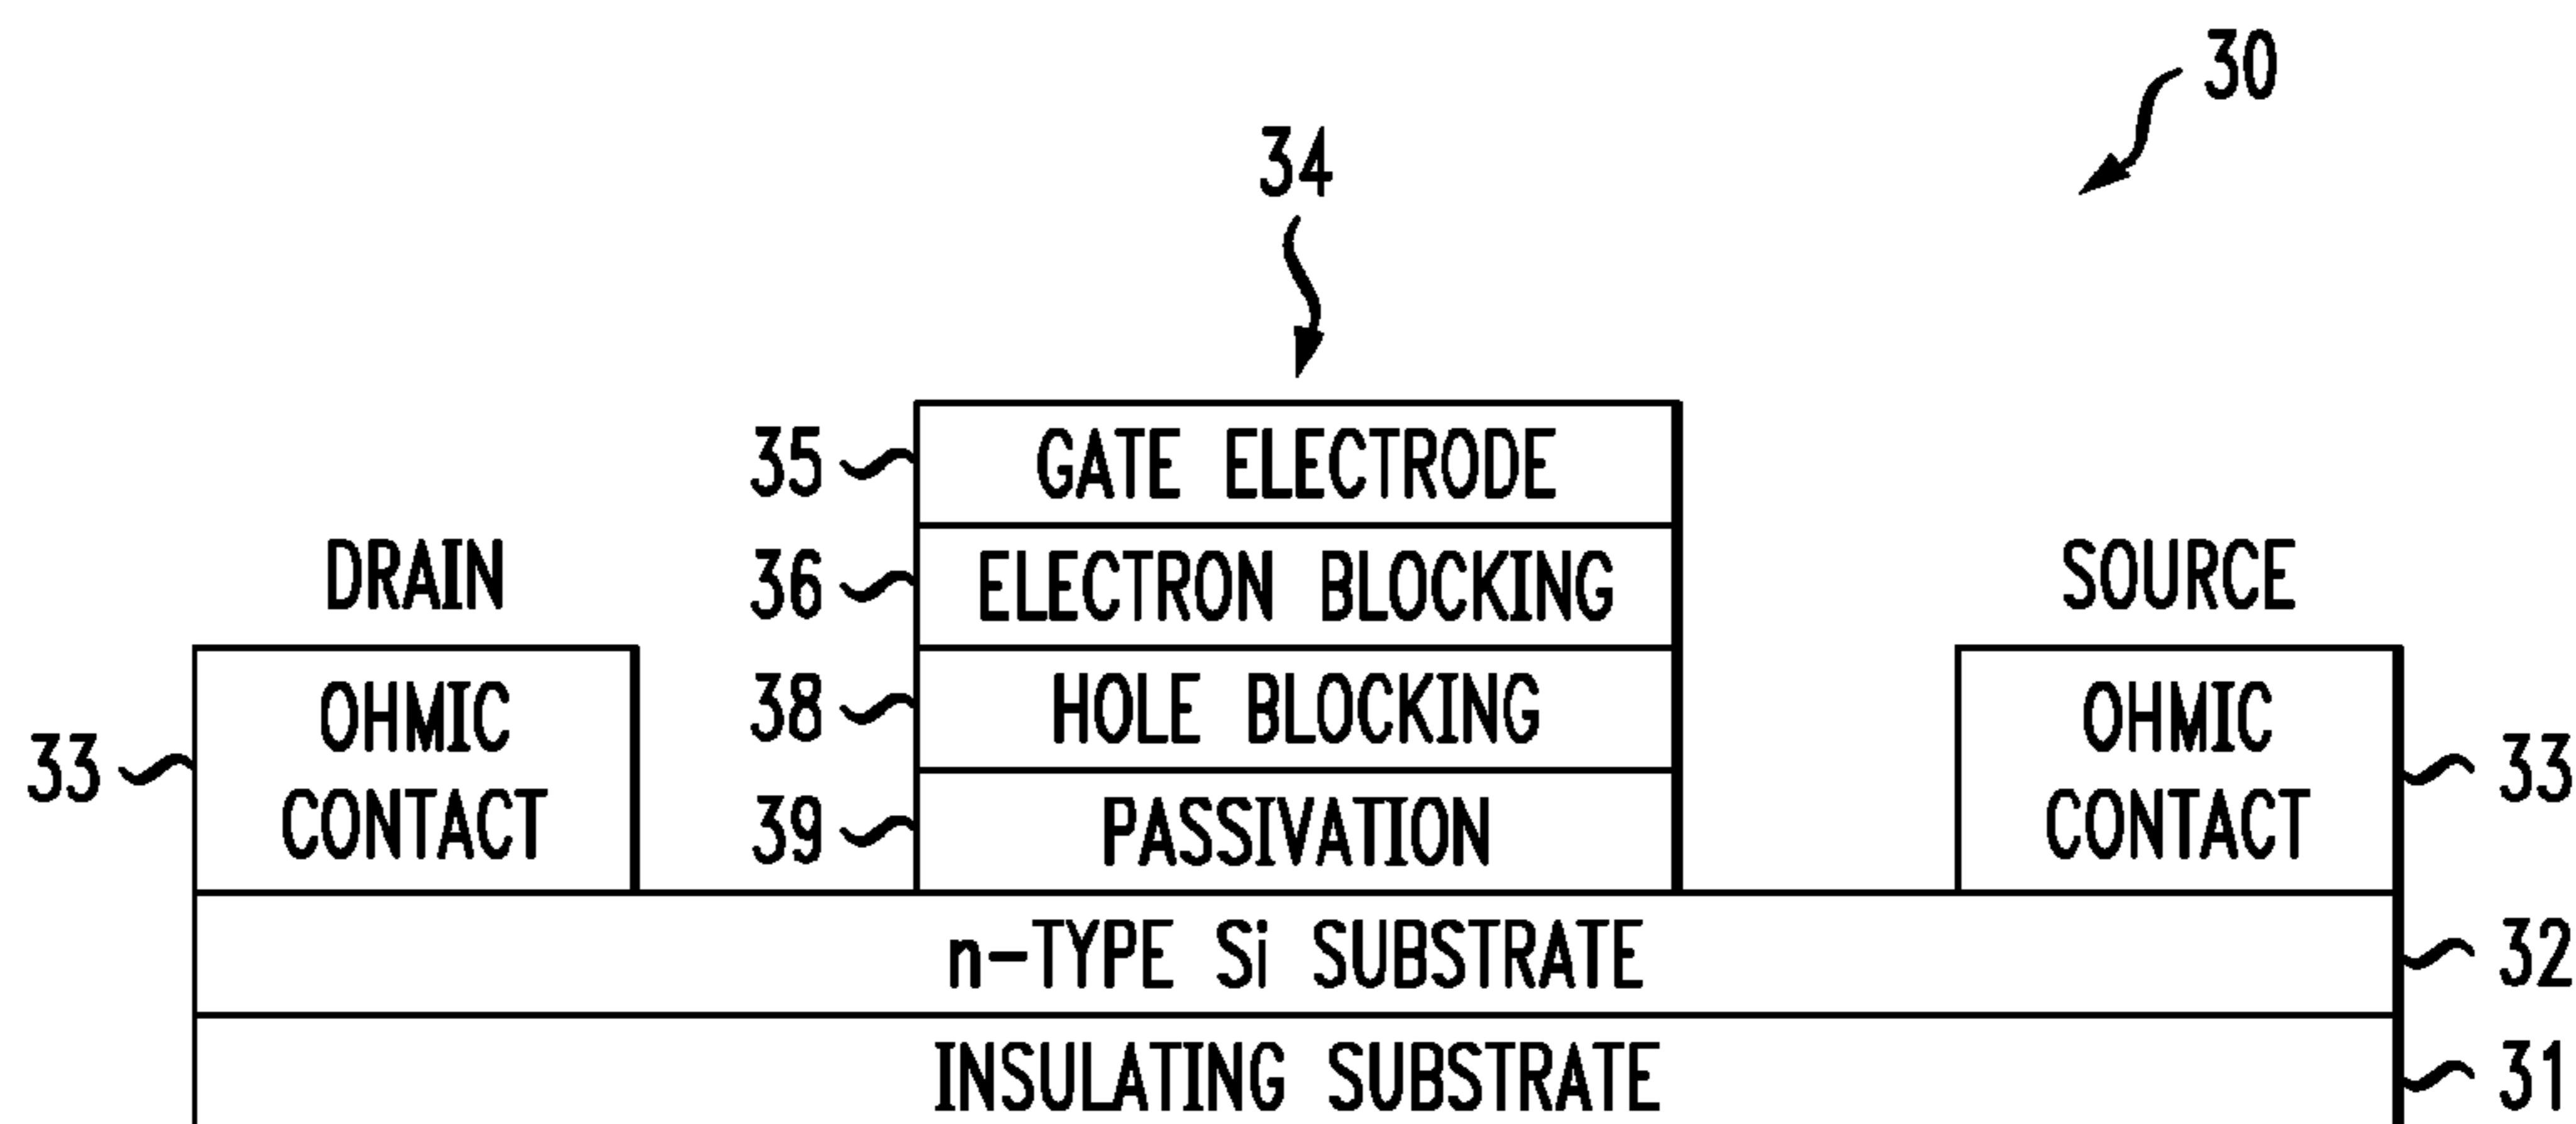 30
34
35 GATE ELECTRODE
DRAIN
36 ELECTRON BLOCKING
SOURCE
33 OHMIC CONTACT
38 HOLE BLOCKING
OHMIC CONTACT 33
39 PASSIVATION
n-TYPE Si SUBSTRATE 32
INSULATING SUBSTRATE 31